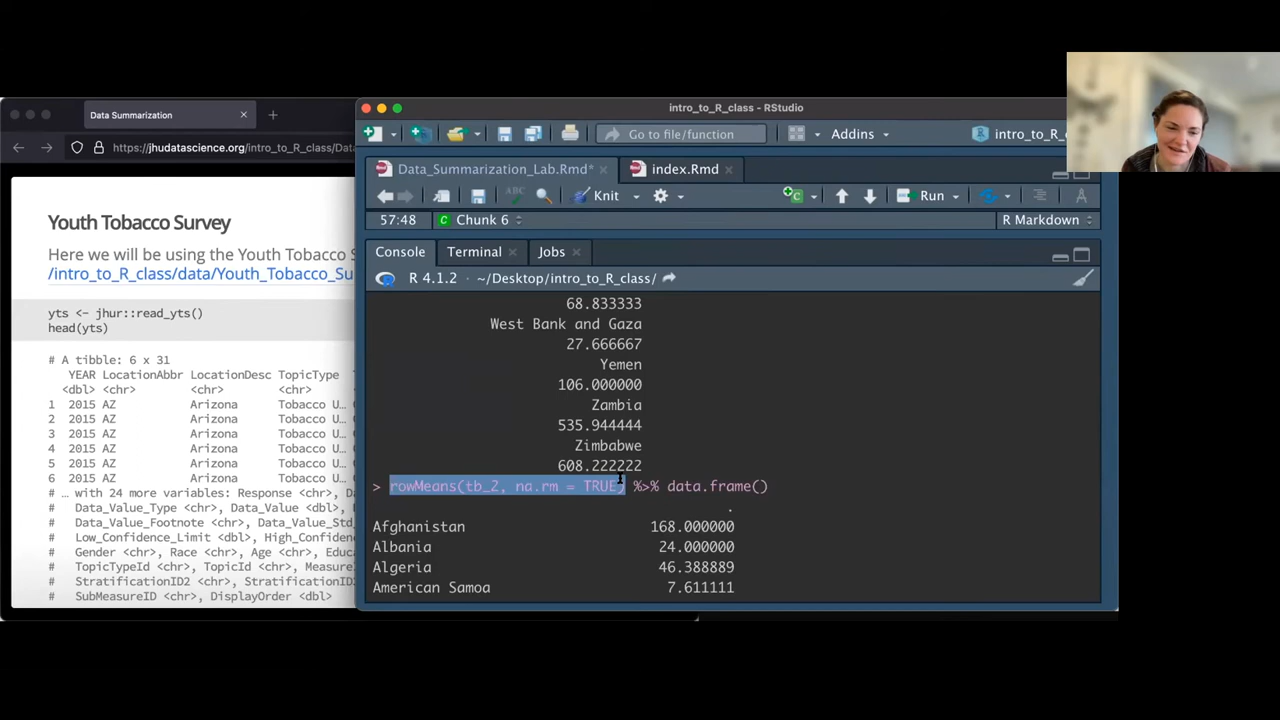 Data Summarization
https://jhudatascience.org/intro_to_R_class/Dat
Youth Tobacco Survey
Here we will be using the Youth Tobacco S
/intro_to_R_class/data/Youth_Tobacco_Su
yts <- jhur::read_yts()
head(yts)
# A tibble: 6 x 31
YEAR LocationAbbr LocationDesc TopicType
<dbl> <chr> <chr> <chr>
1 2015 AZ Arizona Tobacco U…
2 2015 AZ Arizona Tobacco U…
3 2015 AZ Arizona Tobacco U…
4 2015 AZ Arizona Tobacco U…
5 2015 AZ Arizona Tobacco U…
6 2015 AZ Arizona Tobacco U…
# … with 24 more variables: Response <chr>,
# Data_Value_Type <chr>, Data_Value <dbl>,
# Data_Value_Footnote <chr>, Data_Value_Std_
# Low_Confidence_Limit <dbl>, High_Confidenc
# Gender <chr>, Race <chr>, Age <chr>, Educa
# TopicTypeId <chr>, TopicId <chr>, Measure
# StratificationID2 <chr>, Stratification
# SubMeasureID <chr>, DisplayOrder <dbl>
intro_to_R_class - RStudio
Go to file/function
Addins
intro_to_R_
Data_Summarization_Lab.Rmd*
index.Rmd
ABC
Knit
Run
57:48
Chunk 6
R Markdown
Console Terminal Jobs
R 4.1.2 · ~/Desktop/intro_to_R_class/
68.833333
West Bank and Gaza
27.666667
Yemen
106.000000
Zambia
535.944444
Zimbabwe
608.222222
> rowMeans(tb_2, na.rm = TRUE) %>% data.frame()
.
Afghanistan 168.000000
Albania 24.000000
Algeria 46.388889
American Samoa 7.611111